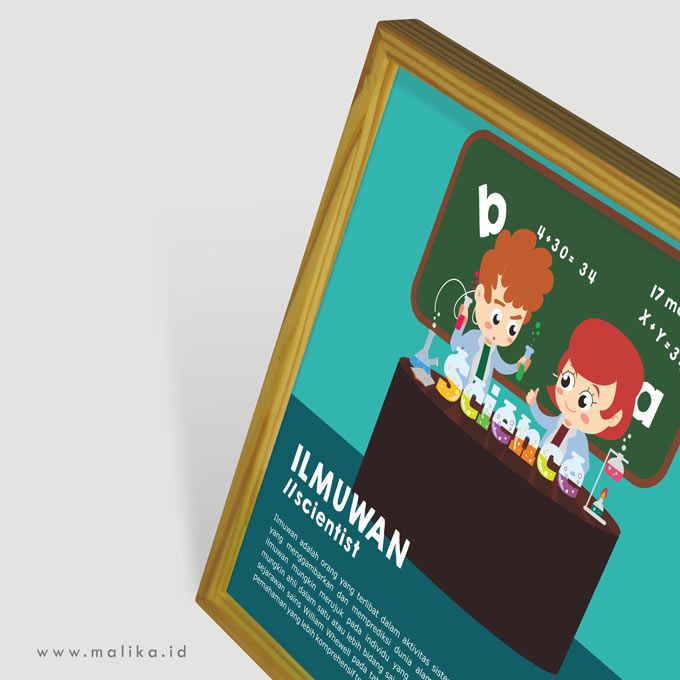 b
4+30= 34
17 m
X+Y=3
a
Science
ILMUWAN
//scientist
Ilmuwan adalah orang yang terlibat dalam aktivitas
yang menggambarkan dan memprediksi dunia alam
ilmuwan mungkin merujuk pada individu yang
mungkin ahli dalam satu atau lebih bidang
sejarawan sains William Whewell pada
pemahaman yang lebih komprehensif
www.malika.id